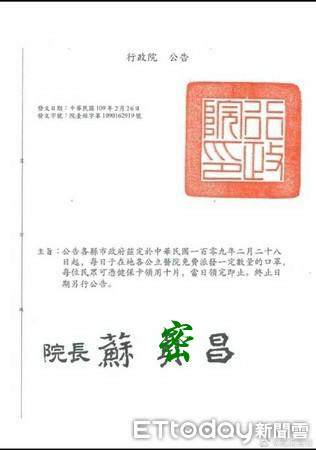 行政院 公告
行政院印
發文日期：中華民國109年2月26日
發文字號：院臺經字第1090162919號
主旨：公告各縣市政府茲定於中華民國一百零九年二月二十八
日起，每日于在地各公立醫院免費派發一定數量的口罩，
每位民眾可憑健保卡領用十片，當日領完即止。終止日
期另行公告。
院長 蘇 密 昌
ETtoday新聞雲